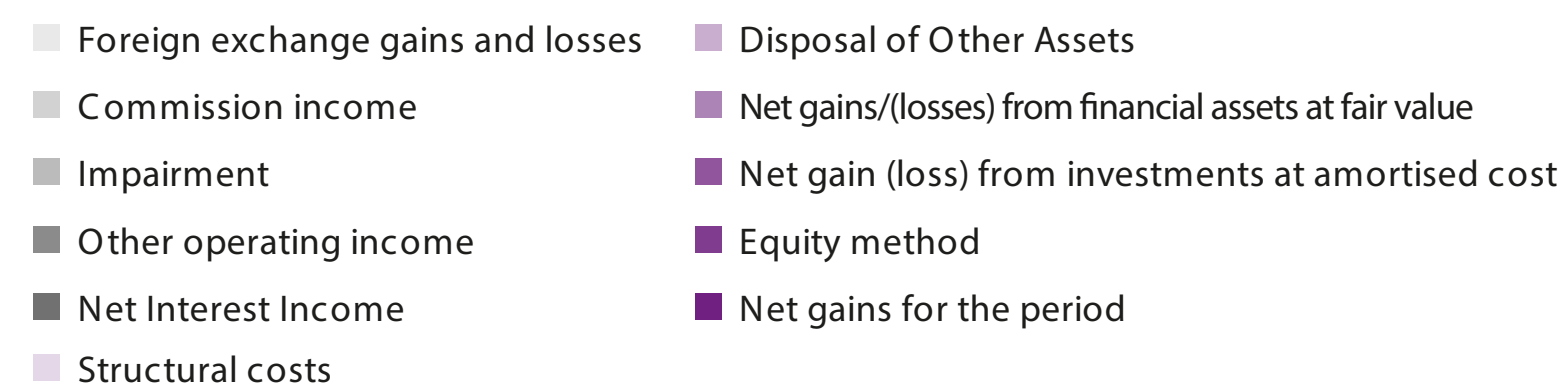 Foreign exchange gains and losses
Commission income
Impairment
Other operating income
Net Interest Income
Structural costs
Disposal of Other Assets
Net gains/(losses) from financial assets at fair value
Net gain (loss) from investments at amortised cost
Equity method
Net gains for the period